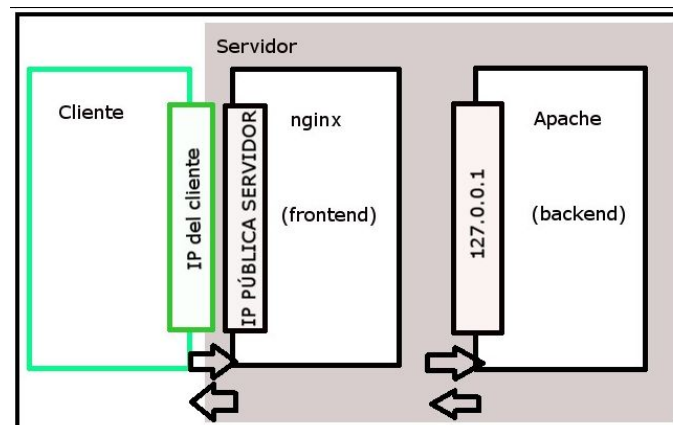 Servidor
Cliente
IP del cliente
IP PÚBLICA SERVIDOR
nginx
(frontend)
127.0.0.1
Apache
(backend)